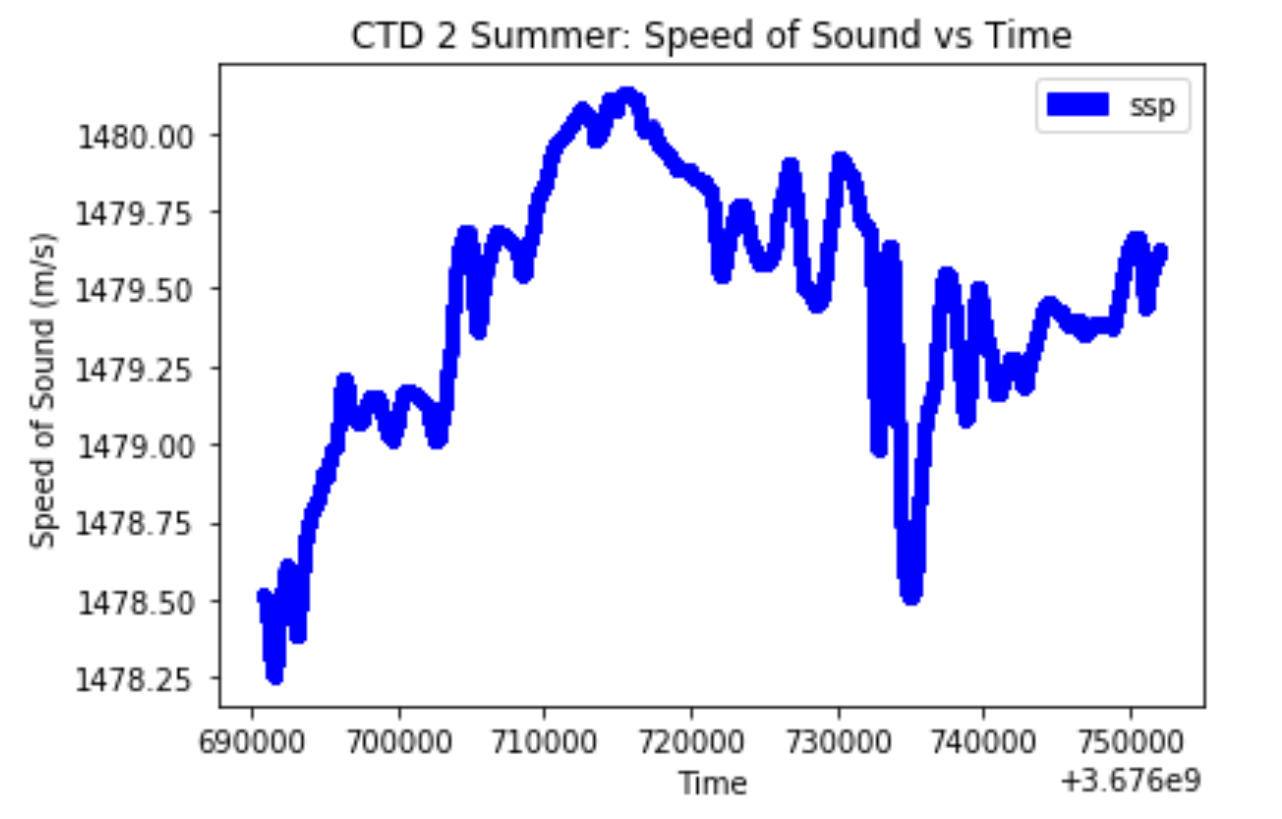 CTD 2 Summer: Speed of Sound vs Time
ssp
Speed of Sound (m/s)
1480.00
1479.75
1479.50
1479.25
1479.00
1478.75
1478.50
1478.25
690000 700000 710000 720000 730000 740000 750000
Time
+3.676e9